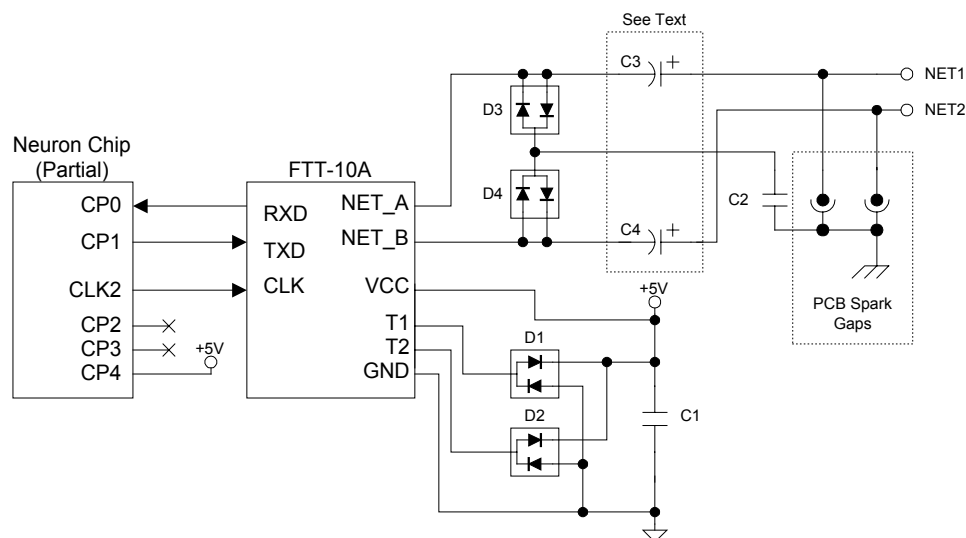 See Text
C3
+
NET1
NET2
D3
D4
C2
C4
+
PCB Spark
Gaps
Neuron Chip
(Partial)
CP0
CP1
CLK2
CP2
CP3
CP4
+5V
FTT-10A
RXD
TXD
CLK
NET_A
NET_B
VCC
T1
T2
GND
+5V
D1
D2
C1